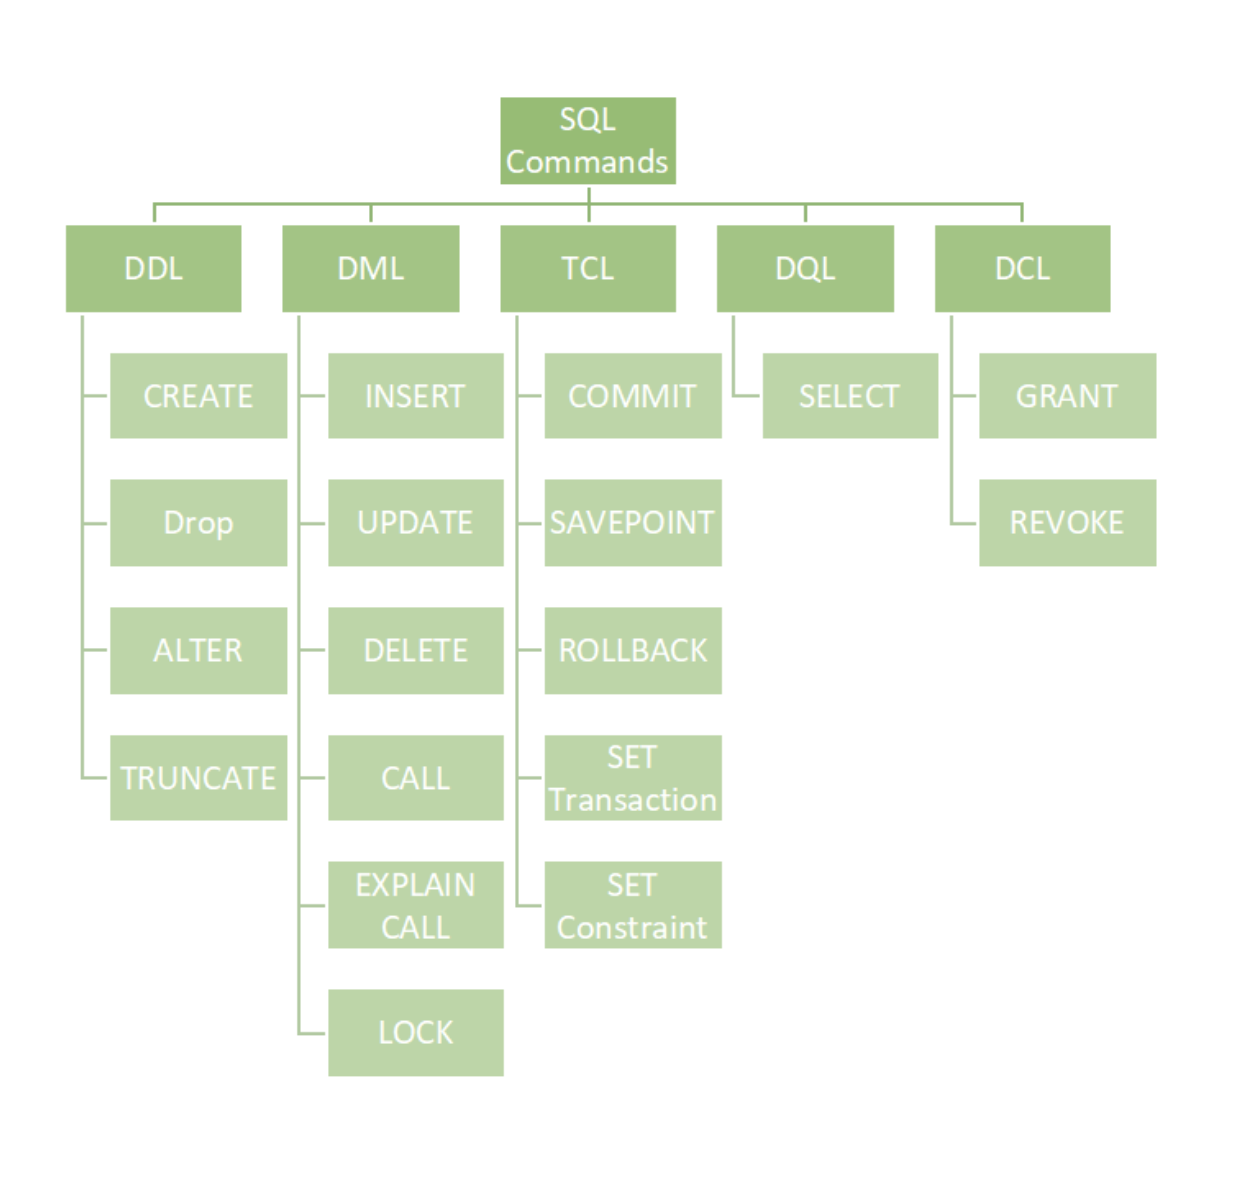 SQL
Commands
DDL
DML
TCL
DQL
DCL
CREATE
INSERT
COMMIT
SELECT
GRANT
Drop
UPDATE
SAVEPOINT
REVOKE
ALTER
DELETE
ROLLBACK
TRUNCATE
CALL
SET
Transaction
EXPLAIN
CALL
SET
Constraint
LOCK